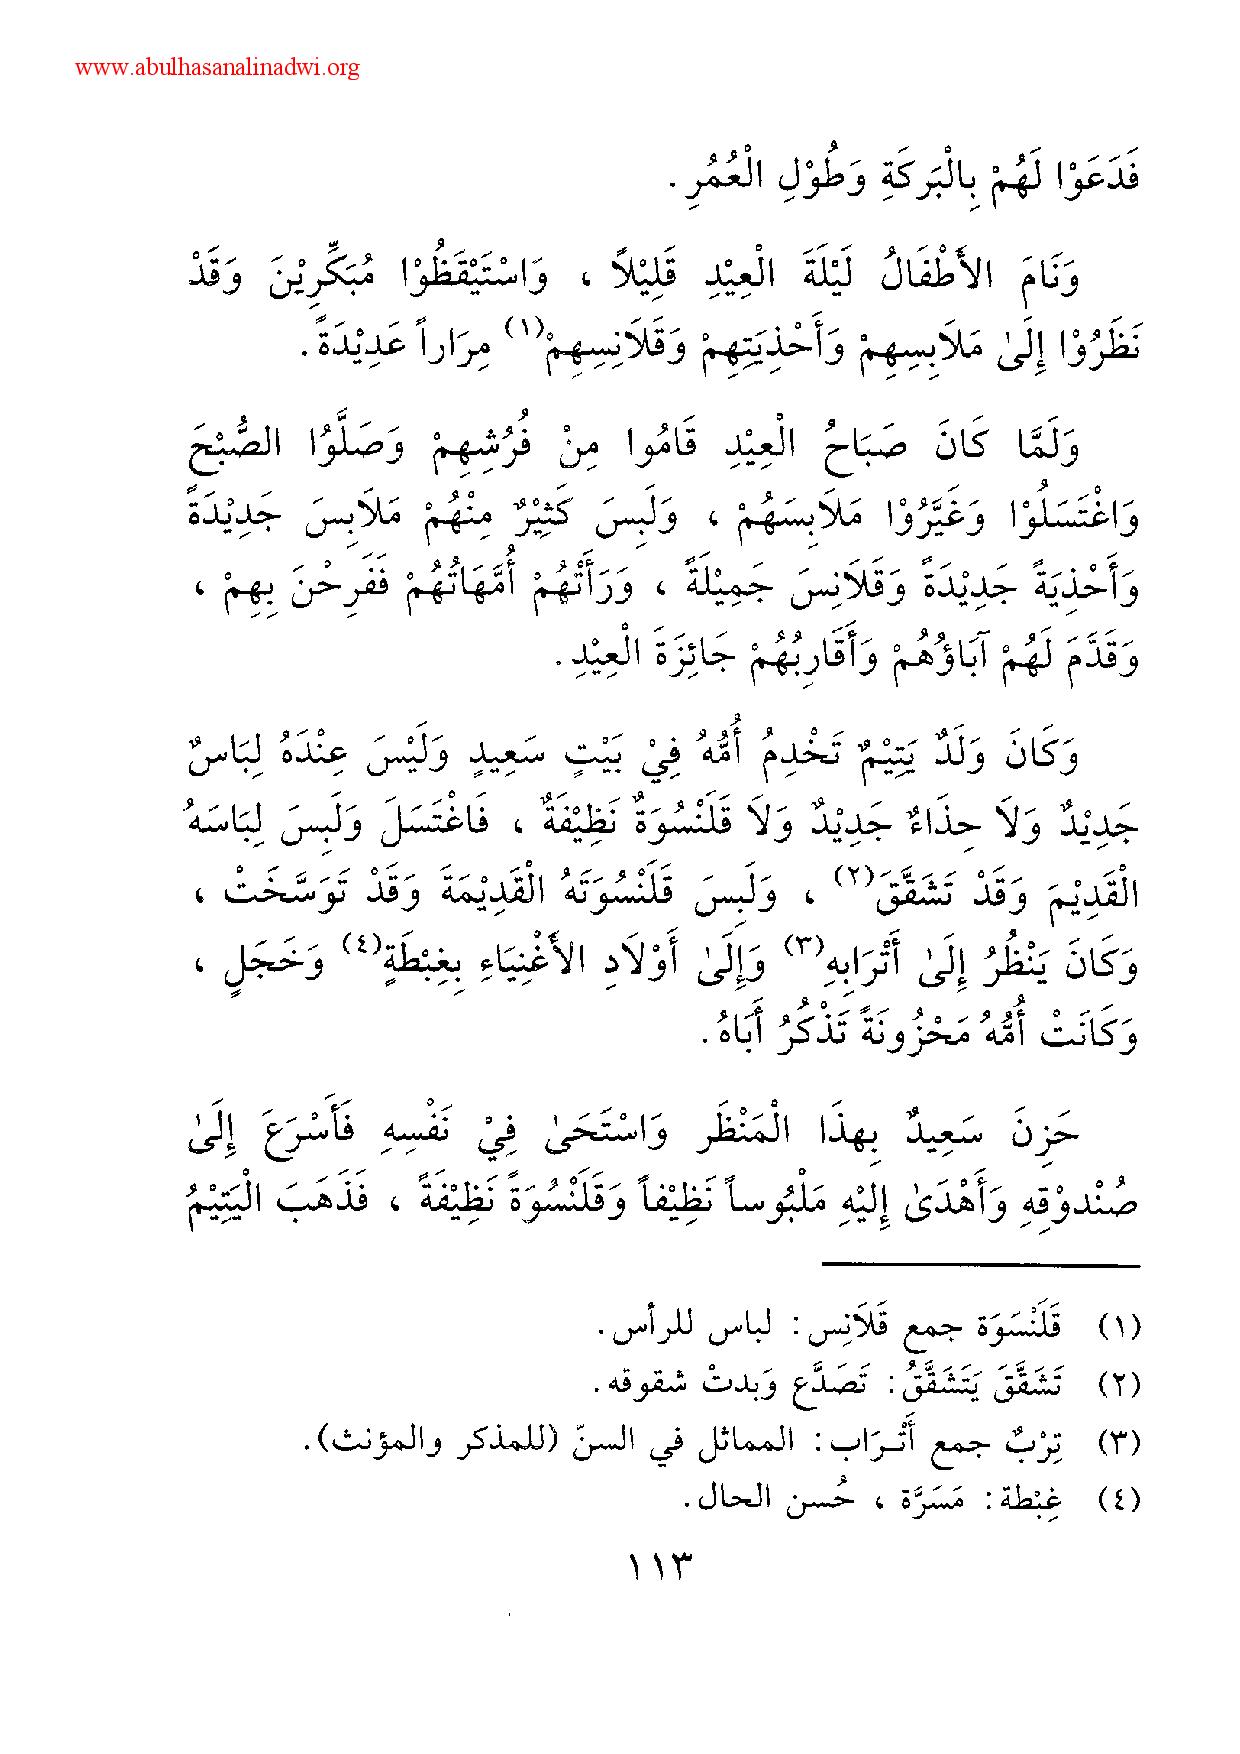 www.abulhasanalinadwi.org
فَدَعَوْا لَهُمْ بِالْبَرَكَةِ وَطُوْلِ الْعُمُرِ .
وَنَامَ الأَطْفَالُ لَيْلَةَ الْعِيْدِ قَلِيْلاً ، وَاسْتَيْقَظُوْا مُبَكِّرِيْنَ وَقَدْ
نَظَرُوْا إِلَىٰ مَلاَبِسِهِمْ وَأَحْذِيَتِهِمْ وَقَلاَنِسِهِمْ(١) مِرَاراً عَدِيْدَةً .
وَلَمَّا كَانَ صَبَاحُ الْعِيْدِ قَامُوا مِنْ فُرُشِهِمْ وَصَلَّوُا الصُّبْحَ
وَاغْتَسَلُوْا وَغَيَّرُوْا مَلاَبِسَهُمْ ، وَلَبِسَ كَثِيْرٌ مِنْهُمْ مَلاَبِسَ جَدِيْدَةً
وَأَحْذِيَةً جَدِيْدَةً وَقَلاَنِسَ جَمِيْلَةً ، وَرَأَتْهُمْ أُمَّهَاتُهُمْ فَفَرِحْنَ بِهِمْ ،
وَقَدَّمَ لَهُمْ آبَاؤُهُمْ وَأَقَارِبُهُمْ جَائِزَةَ الْعِيْدِ .
وَكَانَ وَلَدٌ يَتِيْمٌ تَخْدِمُ أُمُّهُ فِيْ بَيْتِ سَعِيدٍ وَلَيْسَ عِنْدَهُ لِبَاسٌ
جَدِيْدٌ وَلاَ حِذَاءٌ جَدِيْدٌ وَلاَ قَلَنْسُوَةٌ نَظِيْفَةٌ ، فَاغْتَسَلَ وَلَبِسَ لِبَاسَهُ
الْقَدِيْمَ وَقَدْ تَشَقَّقَ(٢) ، وَلَبِسَ قَلَنْسُوَتَهُ الْقَدِيْمَةَ وَقَدْ تَوَسَّخَتْ ،
وَكَانَ يَنْظُرُ إِلَىٰ أَتْرَابِهِ(٣) وَإِلَىٰ أَوْلاَدِ الأَغْنِيَاءِ بِغِبْطَةٍ(٤) وَخَجَلٍ ،
وَكَانَتْ أُمُّهُ مَحْزُونَةً تَذْكُرُ أَبَاهُ .
حَزِنَ سَعِيدٌ بِهذَا الْمَنْظَرِ وَاسْتَحَىٰ فِيْ نَفْسِهِ فَأَسْرَعَ إِلَىٰ
صُنْدوْقِهِ وَأَهْدَىٰ إِلَيْهِ مَلْبُوساً نَظِيْفاً وَقَلَنْسُوَةً نَظِيْفَةً ، فَذَهَبَ الْيَتِيْمُ
(١) قَلَنْسَوَة جمع قَلاَنِس : لباس للرأس .
(٢) تَشَقَّقَ يَتَشَقَّقُ : تَصَدَّع وَبدتْ شقوقه .
(٣) تِرْبٌ جمع أَتْـرَاب : المماثل في السنّ (للمذكر والمؤنث) .
(٤) غِبْطة : مَسَرَّة ، حُسن الحال .
١١٣